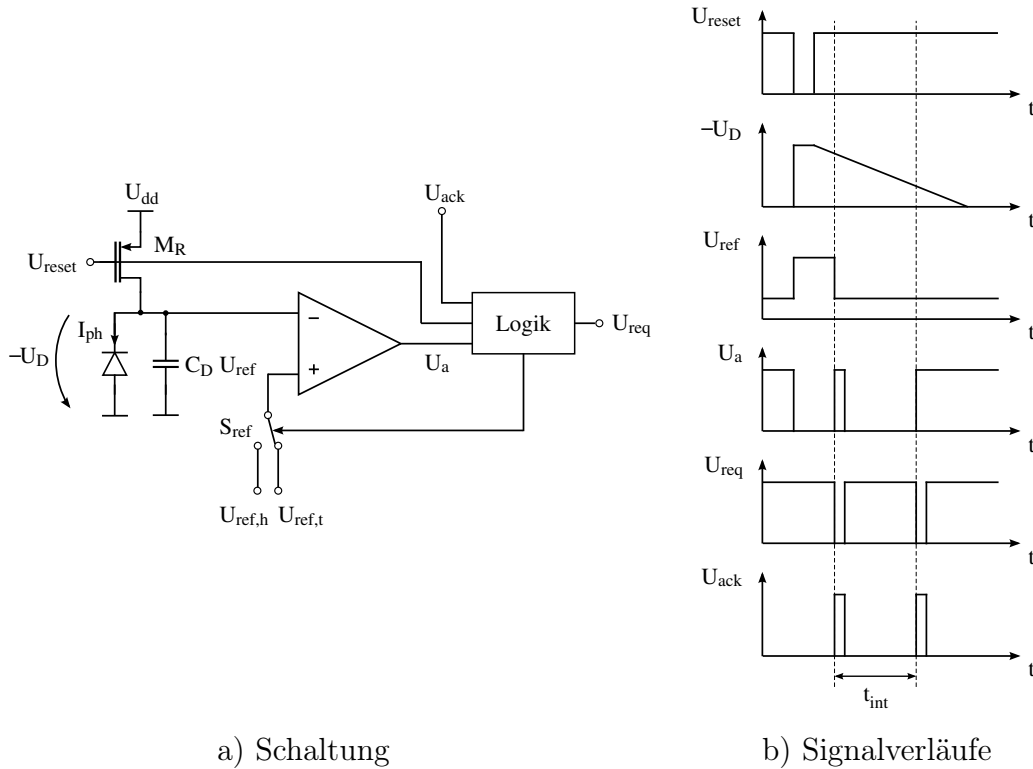 U_dd
M_R
U_reset
I_ph
–U_D
C_D
U_ref
S_ref
U_ref,h
U_ref,t
−
+
U_a
U_ack
Logik
U_req
a) Schaltung
U_reset
t
–U_D
t
U_ref
t
U_a
t
U_req
t
U_ack
t
t_int
b) Signalverläufe